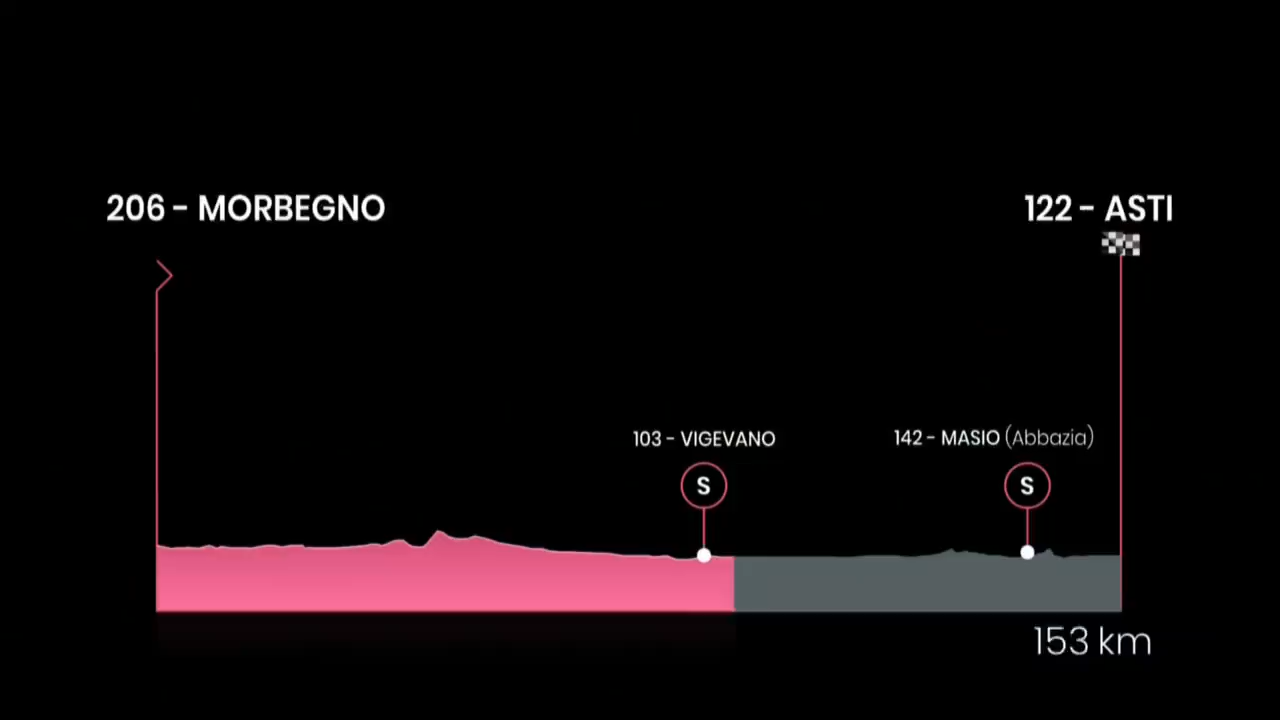 206 - MORBEGNO
122 - ASTI
103 - VIGEVANO
142 - MASIO (Abbazia)
S
S
153 km